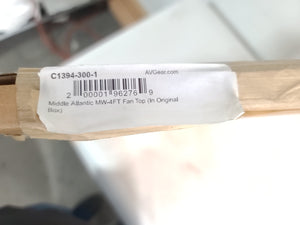 C1394-300-1 AVGear.com
2 00001 96276 9
Middle Atlantic MW-4FT Fan Top (In Original
Box)